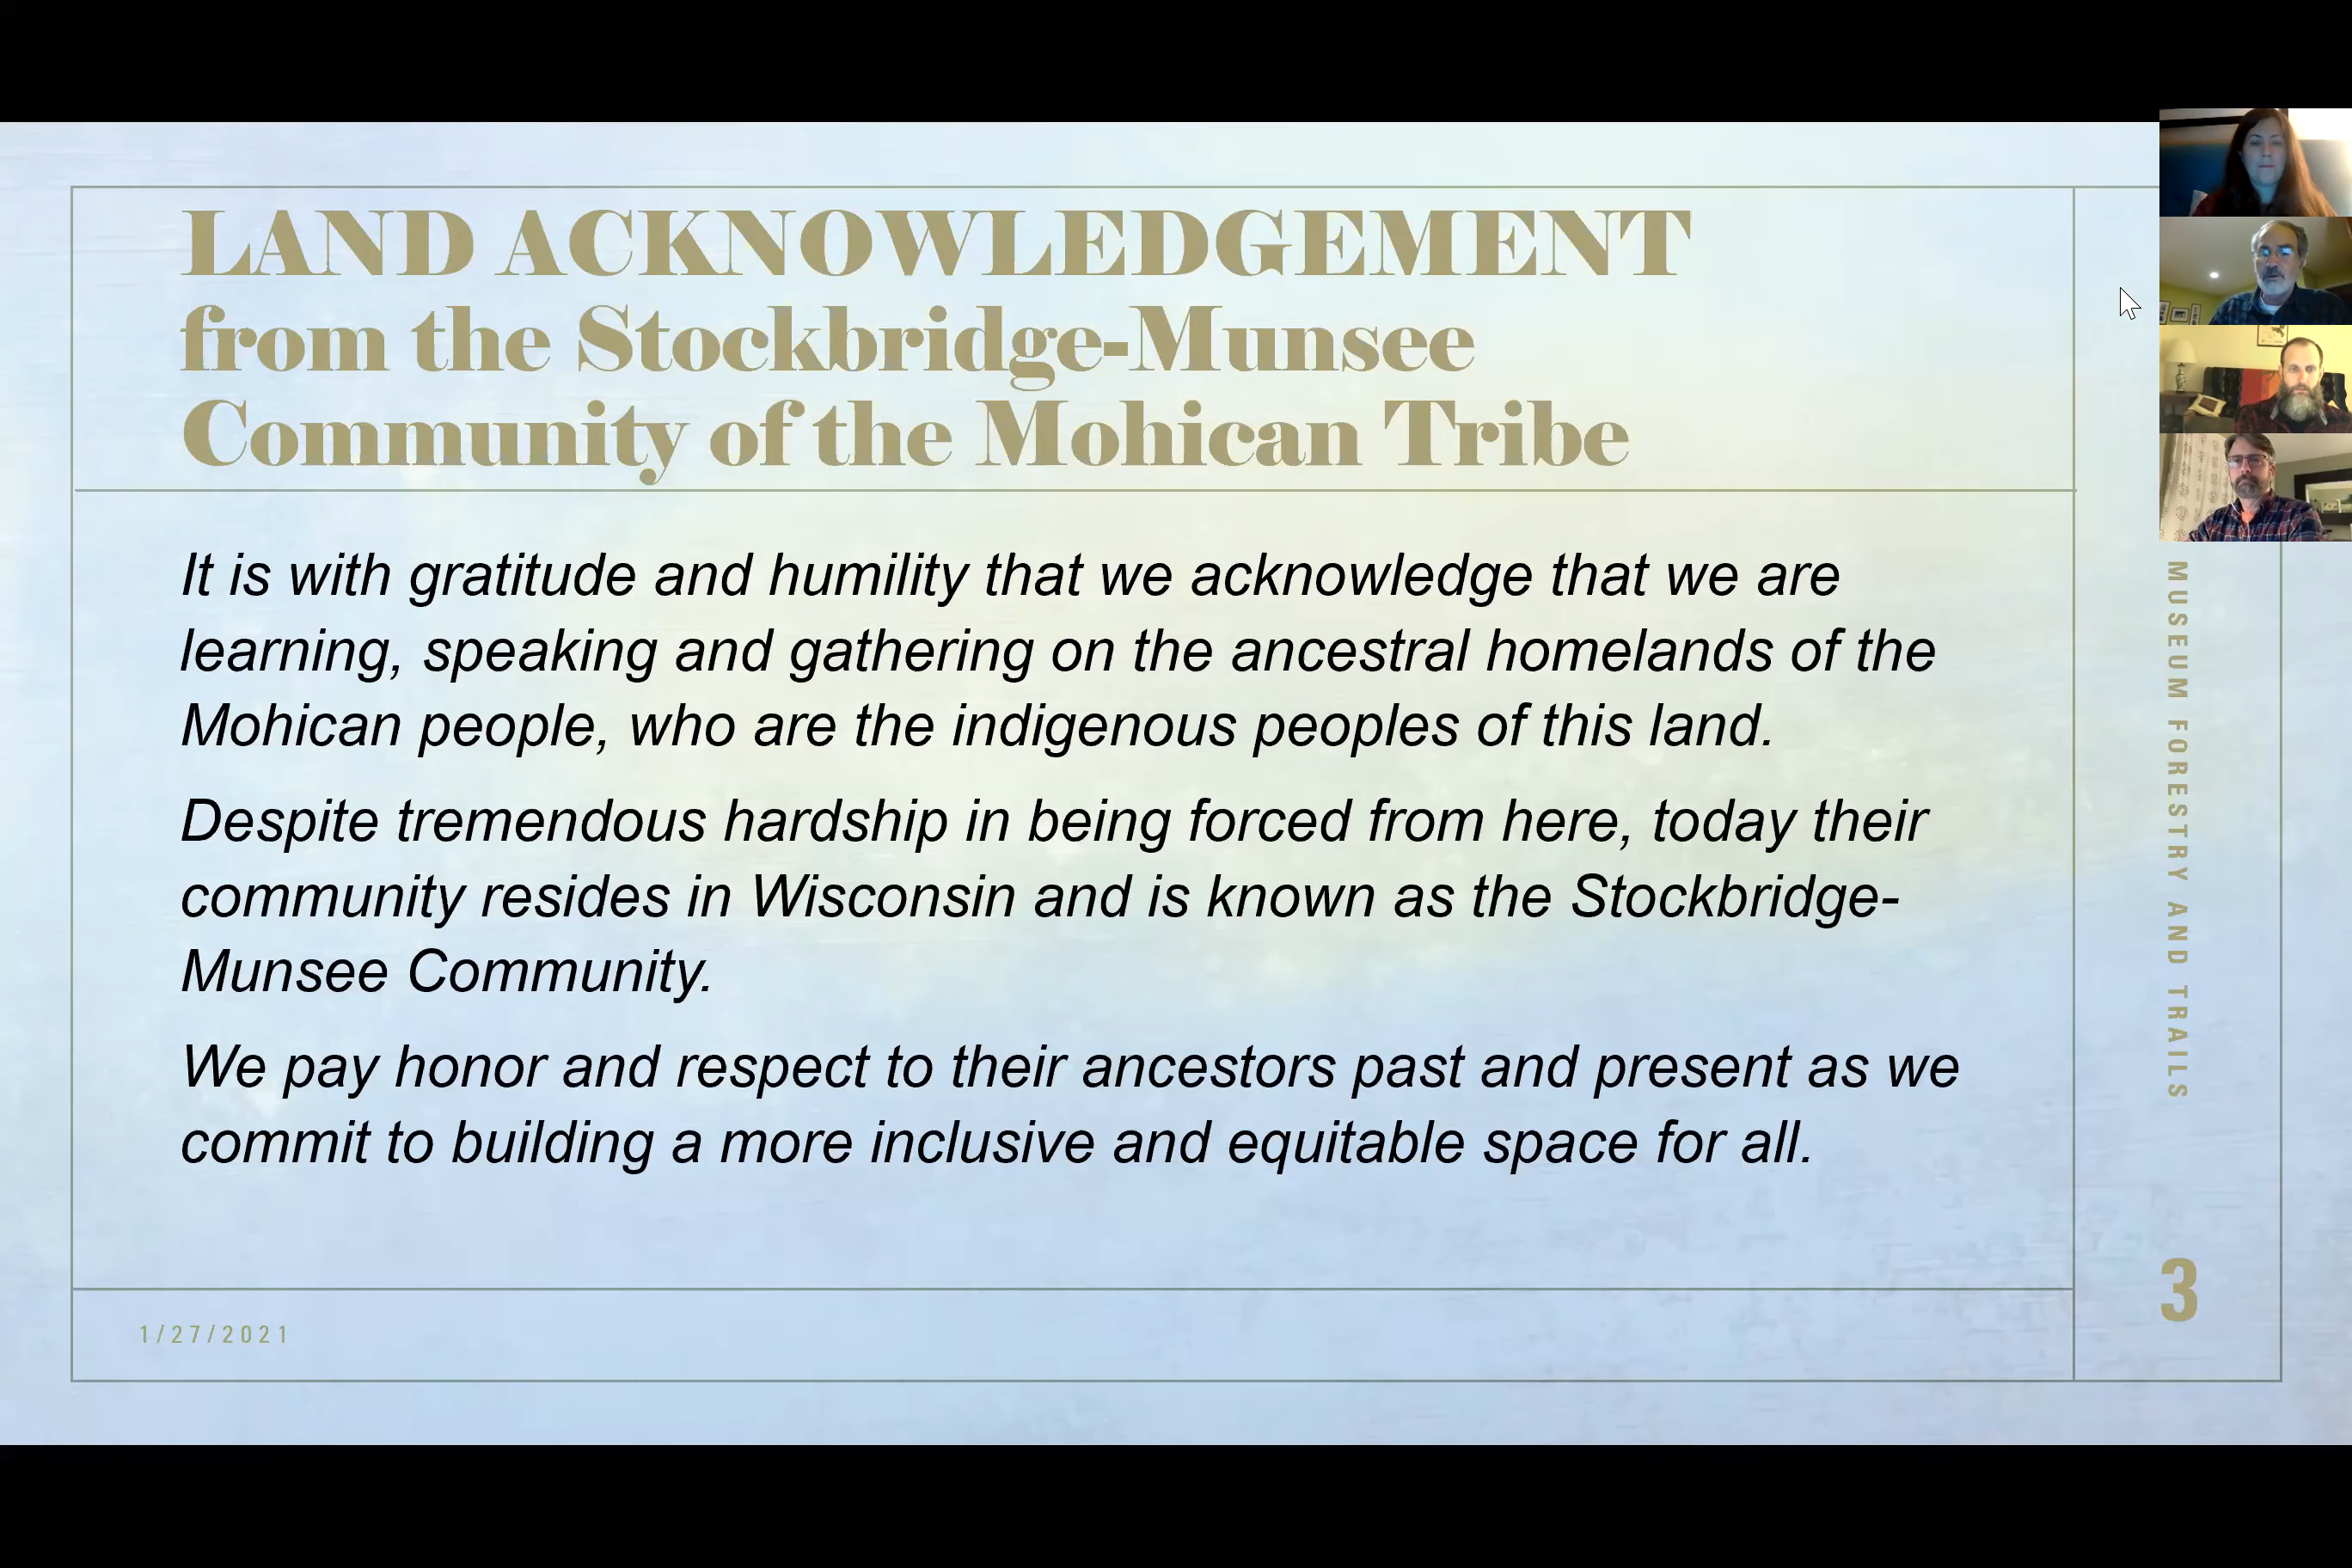 LAND ACKNOWLEDGEMENT
from the Stockbridge-Munsee
Community of the Mohican Tribe
It is with gratitude and humility that we acknowledge that we are
learning, speaking and gathering on the ancestral homelands of the
Mohican people, who are the indigenous peoples of this land.
Despite tremendous hardship in being forced from here, today their
community resides in Wisconsin and is known as the Stockbridge-
Munsee Community.
We pay honor and respect to their ancestors past and present as we
commit to building a more inclusive and equitable space for all.
1/27/2021
MUSEUM FORESTRY AND TRAILS
3